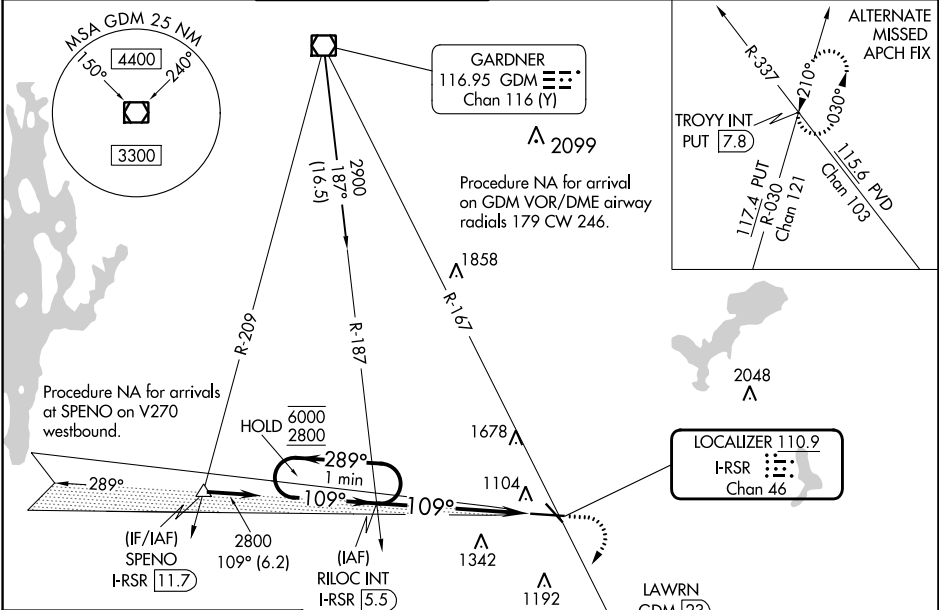 MSA GDM 25 NM
150°
240°
4400
3300
GARDNER
116.95 GDM
Chan 116 (Y)
2099
Procedure NA for arrival
on GDM VOR/DME airway
radials 179 CW 246.
2900
187°
(16.5)
1858
R-209
R-187
R-167
ALTERNATE
MISSED
APCH FIX
R-337
210°
030°
TROYY INT
PUT 7.8
115.6 PVD
Chan 103
117.4 PUT
R-030
Chan 121
Procedure NA for arrivals
at SPENO on V270
westbound.
HOLD
6000
2800
289°
1 min
109°
109°
289°
1678
1104
2048
LOCALIZER 110.9
I-RSR
Chan 46
(IF/IAF)
SPENO
I-RSR 11.7
2800
109° (6.2)
(IAF)
RILOC INT
I-RSR 5.5
1342
1192
LAWRN
GDM 23